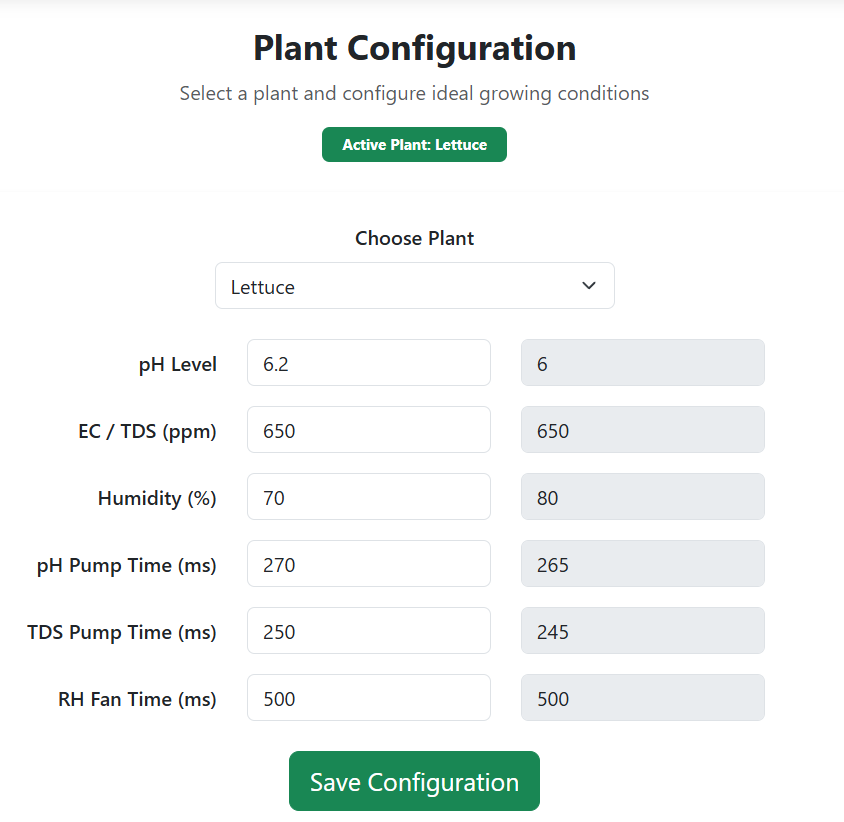 Plant Configuration
Select a plant and configure ideal growing conditions
Active Plant: Lettuce
Choose Plant
Lettuce
pH Level 6.2 6
EC / TDS (ppm) 650 650
Humidity (%) 70 80
pH Pump Time (ms) 270 265
TDS Pump Time (ms) 250 245
RH Fan Time (ms) 500 500
Save Configuration